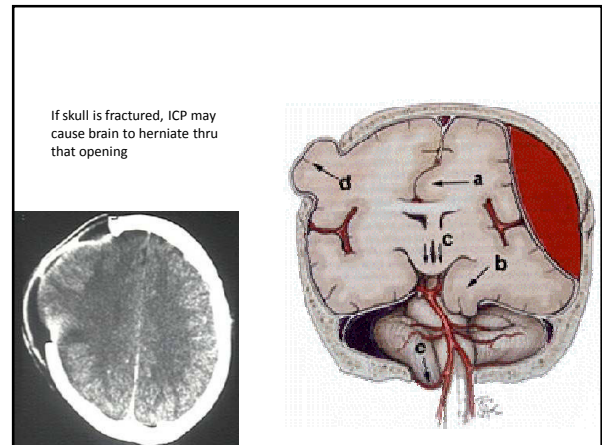 If skull is fractured, ICP may
cause brain to herniate thru
that opening
d
a
c
b
e